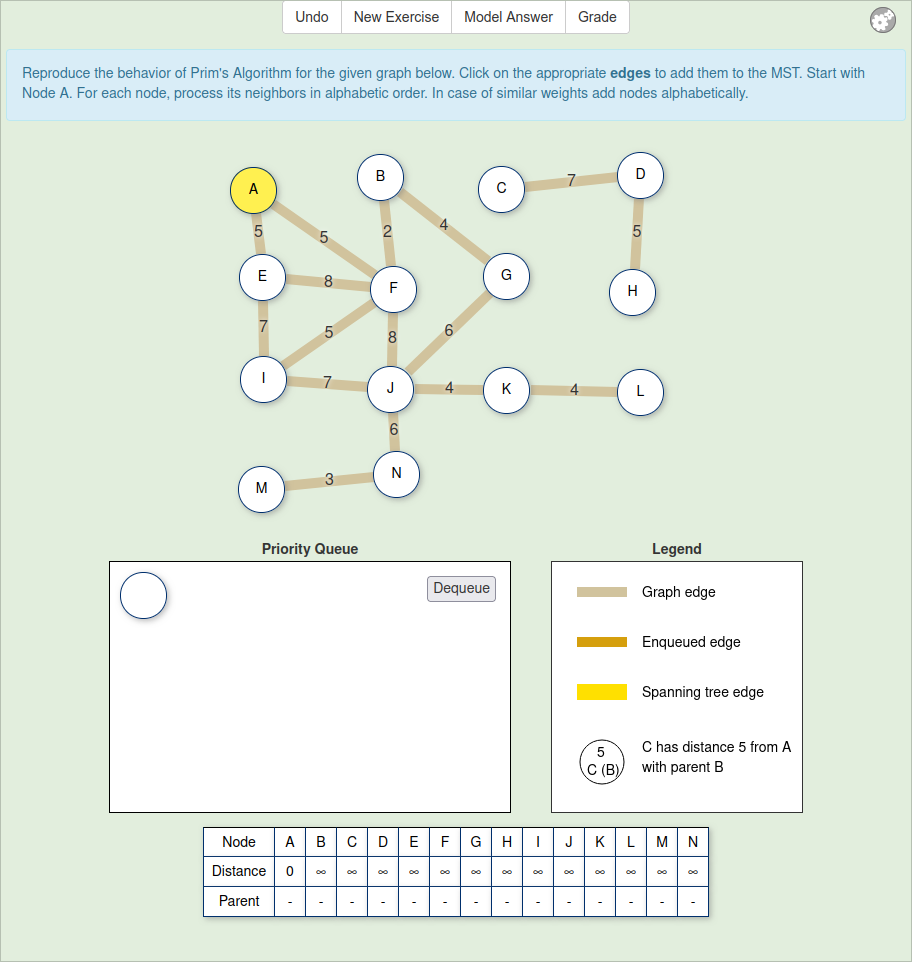 Undo New Exercise Model Answer Grade
Reproduce the behavior of Prim's Algorithm for the given graph below. Click on the appropriate edges to add them to the MST. Start with
Node A. For each node, process its neighbors in alphabetic order. In case of similar weights add nodes alphabetically.
A B C 7 D
5 5 2 4 5
E 8 F G H
7 5 8 6
I 7 J 4 K 4 L
6
M 3 N
Priority Queue
Dequeue
Legend
Graph edge
Enqueued edge
Spanning tree edge
5
C (B)
C has distance 5 from A
with parent B
Node A B C D E F G H I J K L M N
Distance 0 ∞ ∞ ∞ ∞ ∞ ∞ ∞ ∞ ∞ ∞ ∞ ∞ ∞
Parent - - - - - - - - - - - - - -